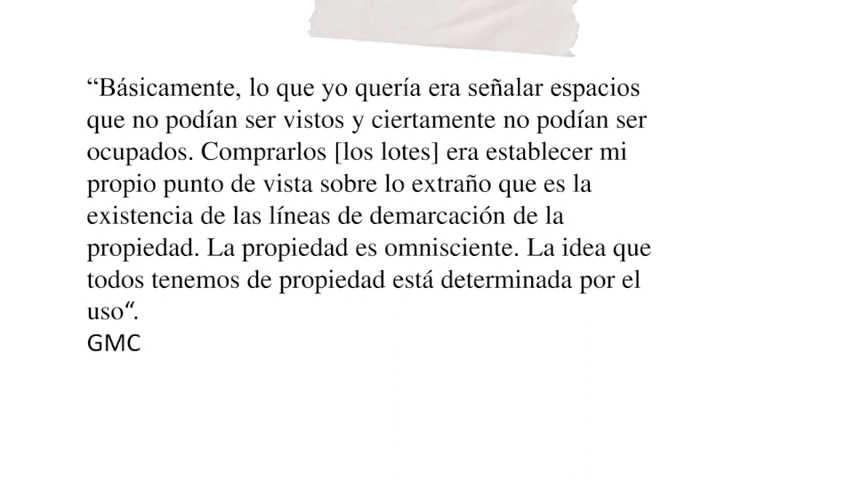 “Básicamente, lo que yo quería era señalar espacios
que no podían ser vistos y ciertamente no podían ser
ocupados. Comprarlos [los lotes] era establecer mi
propio punto de vista sobre lo extraño que es la
existencia de las líneas de demarcación de la
propiedad. La propiedad es omnisciente. La idea que
todos tenemos de propiedad está determinada por el
uso“.
GMC